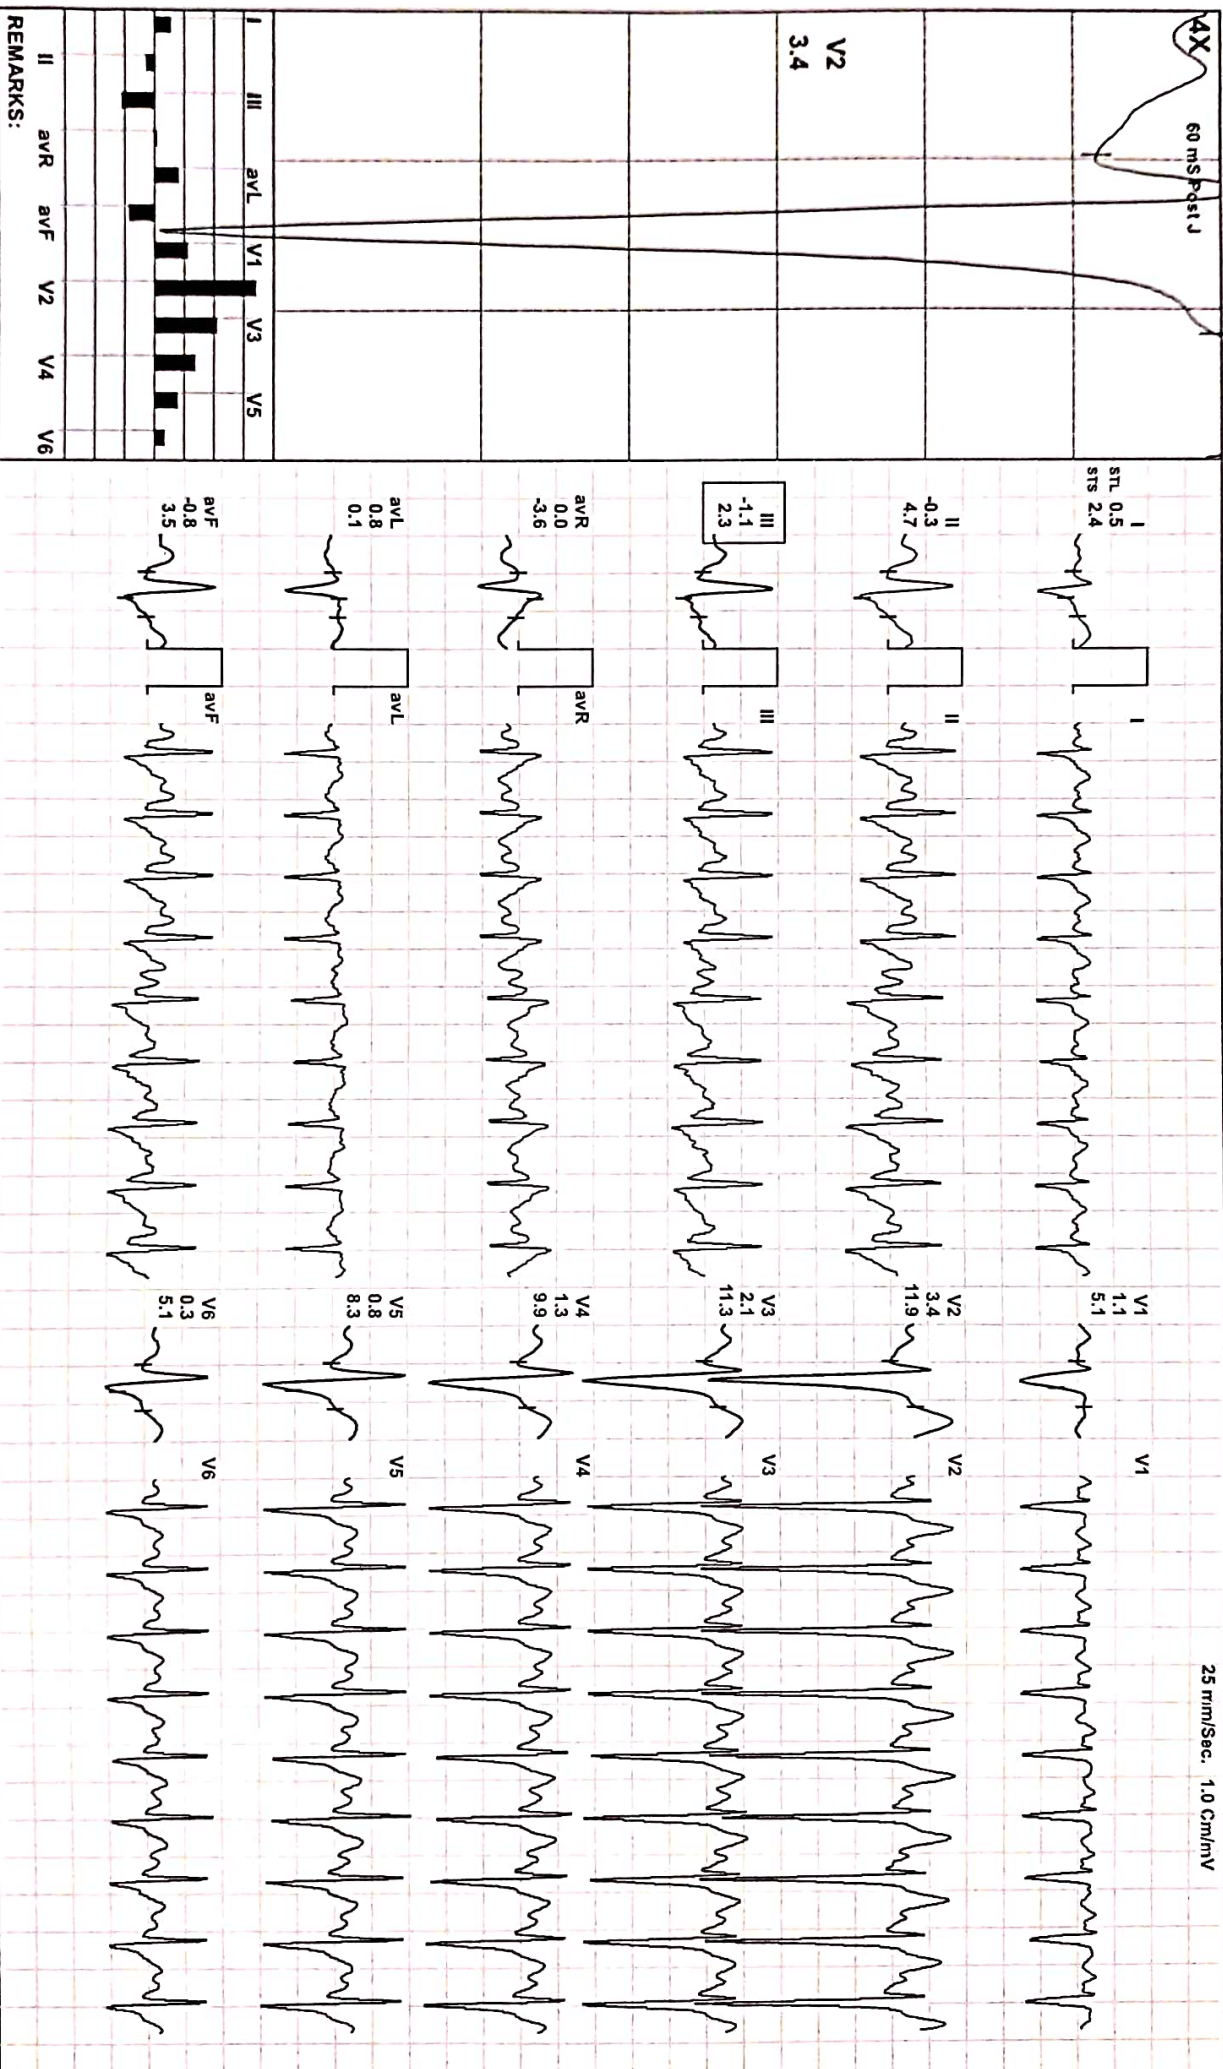 4X
60 mS Post J
V2
3.4
I
II
III
avR
avL
avF
V1
V2
V3
V4
V5
V6
REMARKS:
25 mm/Sec. 1.0 Cm/mV
I
STL 0.5
STS 2.4
I
II
-0.3
4.7
II
III
-1.1
2.3
III
avR
0.0
-3.6
avR
avL
0.8
0.1
avL
avF
-0.8
3.5
avF
V1
1.1
5.1
V1
V2
3.4
11.9
V2
V3
2.1
11.3
V3
V4
1.3
9.9
V4
V5
0.8
8.3
V5
V6
0.3
5.1
V6